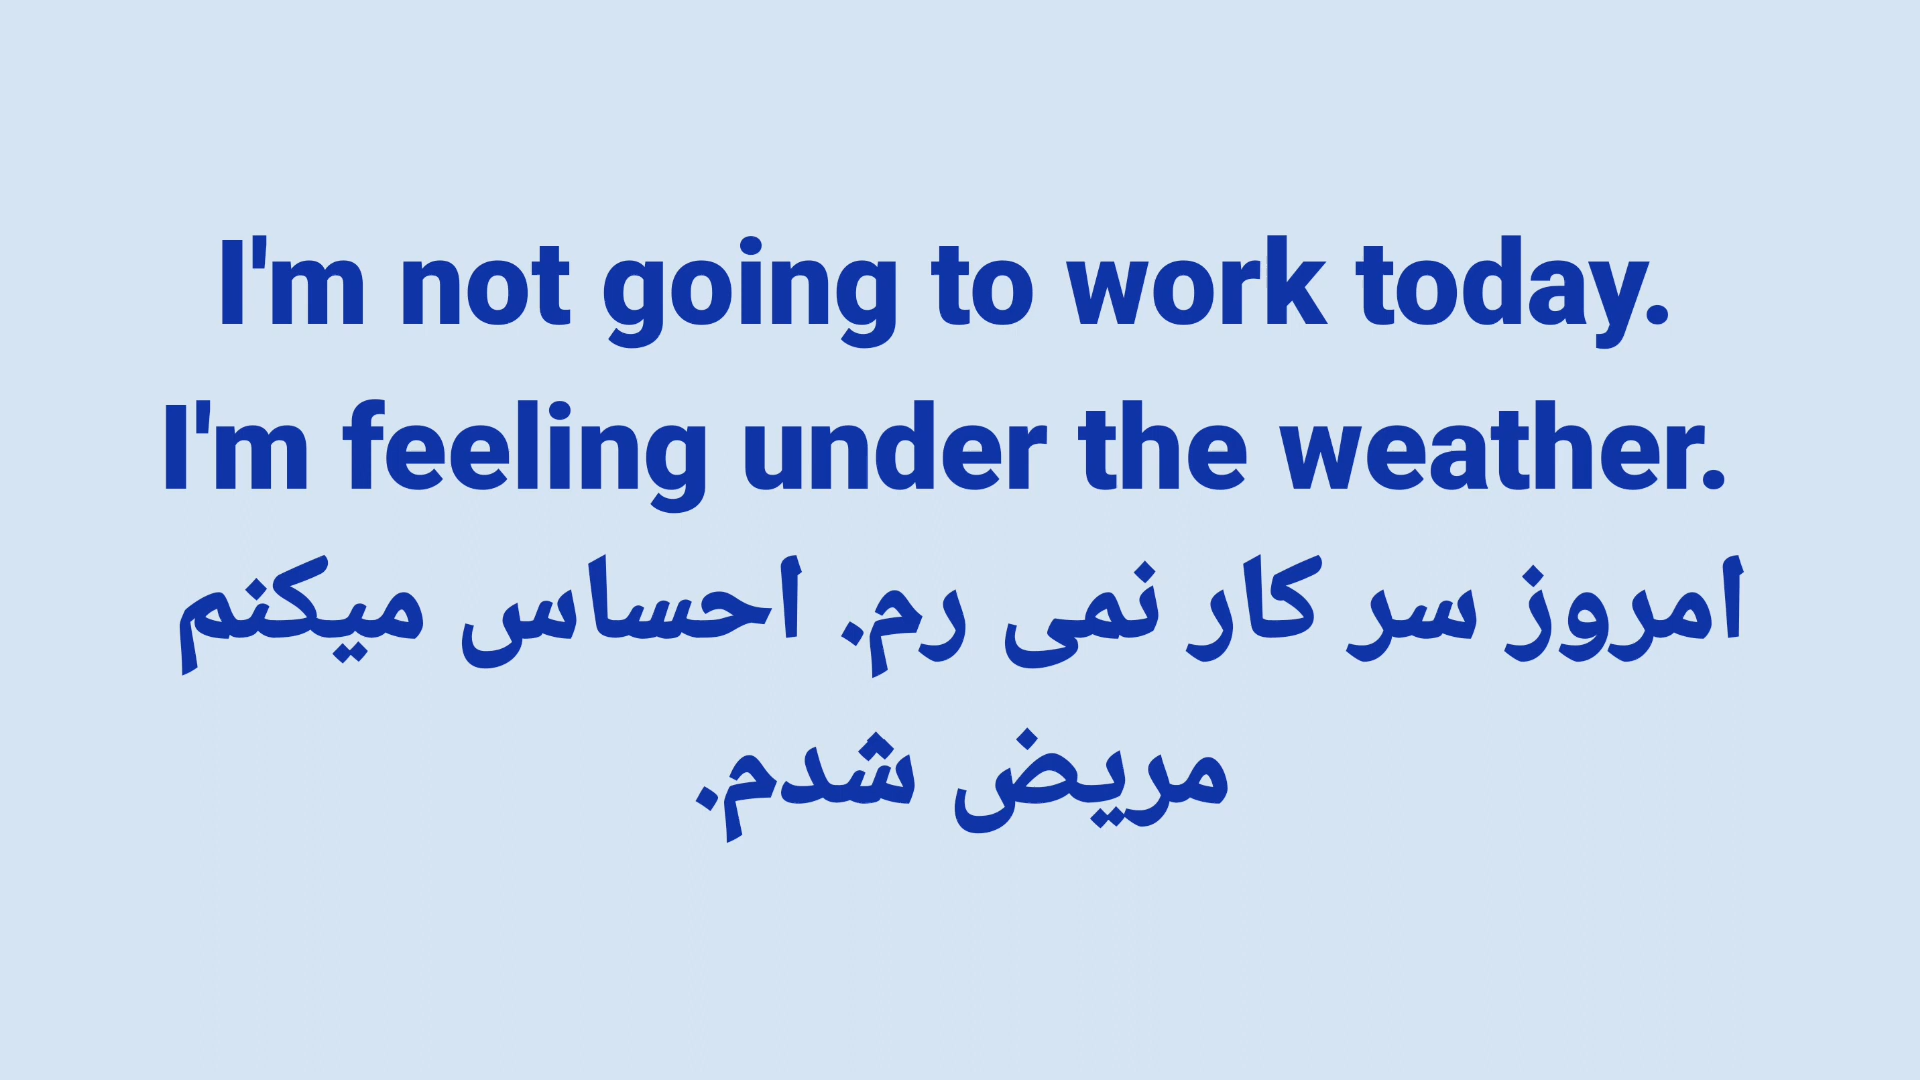 I'm not going to work today.
I'm feeling under the weather.
امروز سر کار نمی رم. احساس میکنم
مریض شدم.